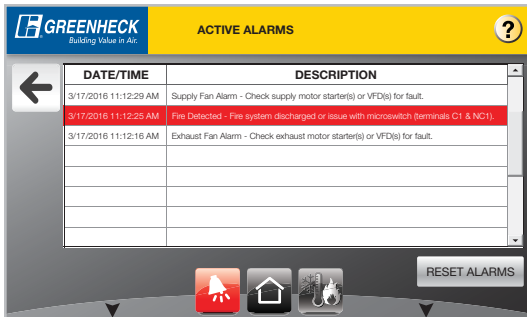 GREENHECK
Building Value in Air.
ACTIVE ALARMS
?
DATE/TIME DESCRIPTION
3/17/2016 11:12:29 AM Supply Fan Alarm - Check supply motor starter(s) or VFD(s) for fault.
3/17/2016 11:12:25 AM Fire Detected - Fire system discharged or issue with microswitch (terminals C1 & NC1).
3/17/2016 11:12:16 AM Exhaust Fan Alarm - Check exhaust motor starter(s) or VFD(s) for fault.
RESET ALARMS